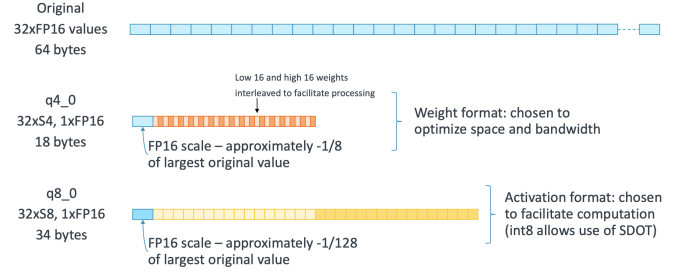 Original
32xFP16 values
64 bytes
Low 16 and high 16 weights
interleaved to facilitate processing
q4_0
32xS4, 1xFP16
18 bytes
FP16 scale – approximately -1/8
of largest original value
Weight format: chosen to
optimize space and bandwidth
q8_0
32xS8, 1xFP16
34 bytes
FP16 scale – approximately -1/128
of largest original value
Activation format: chosen
to facilitate computation
(int8 allows use of SDOT)